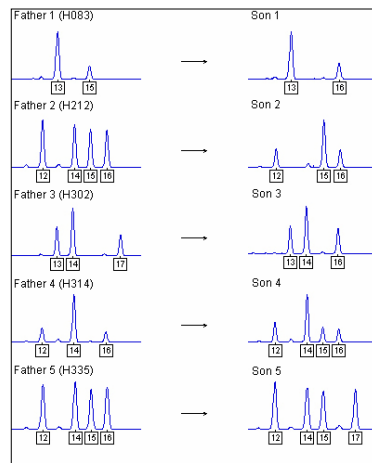 Father 1 (H083) Son 1
13 15 13 16
Father 2 (H212) Son 2
12 14 15 16 12 15 16
Father 3 (H302) Son 3
13 14 17 13 14 16
Father 4 (H314) Son 4
12 14 16 12 14 15 16
Father 5 (H335) Son 5
12 14 15 16 12 14 15 17